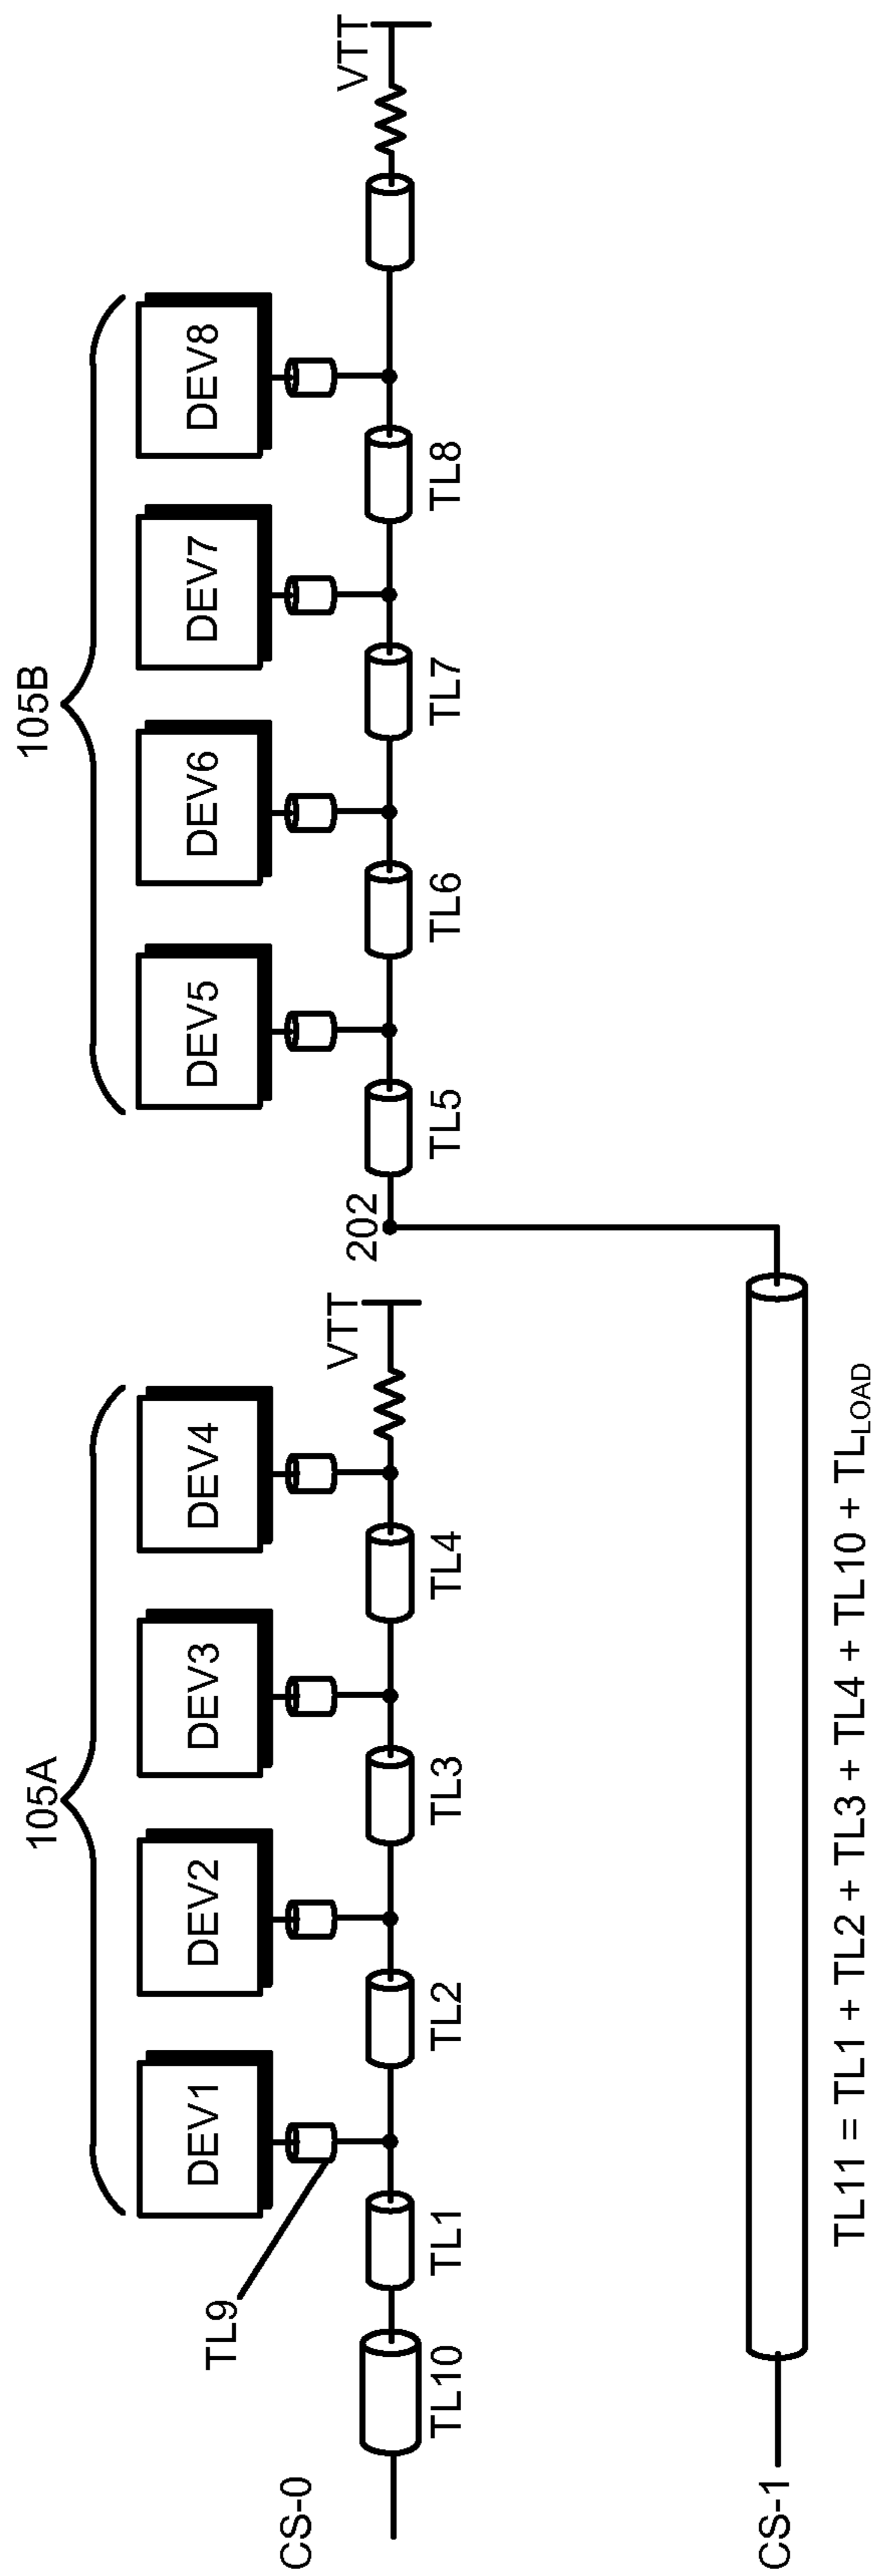 105A
105B
DEV1
DEV2
DEV3
DEV4
DEV5
DEV6
DEV7
DEV8
TL9
VTT
202
VTT
CS-0
TL10
TL1
TL2
TL3
TL4
TL5
TL6
TL7
TL8
CS-1
TL11 = TL1 + TL2 + TL3 + TL4 + TL10 + TLLOAD